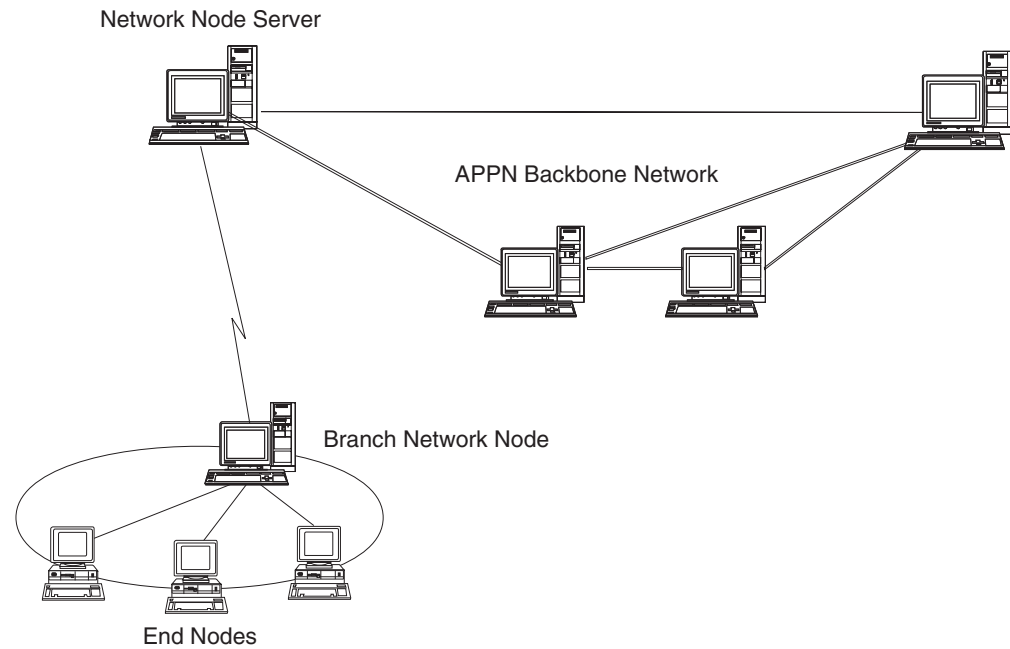 Network Node Server
APPN Backbone Network
Branch Network Node
End Nodes